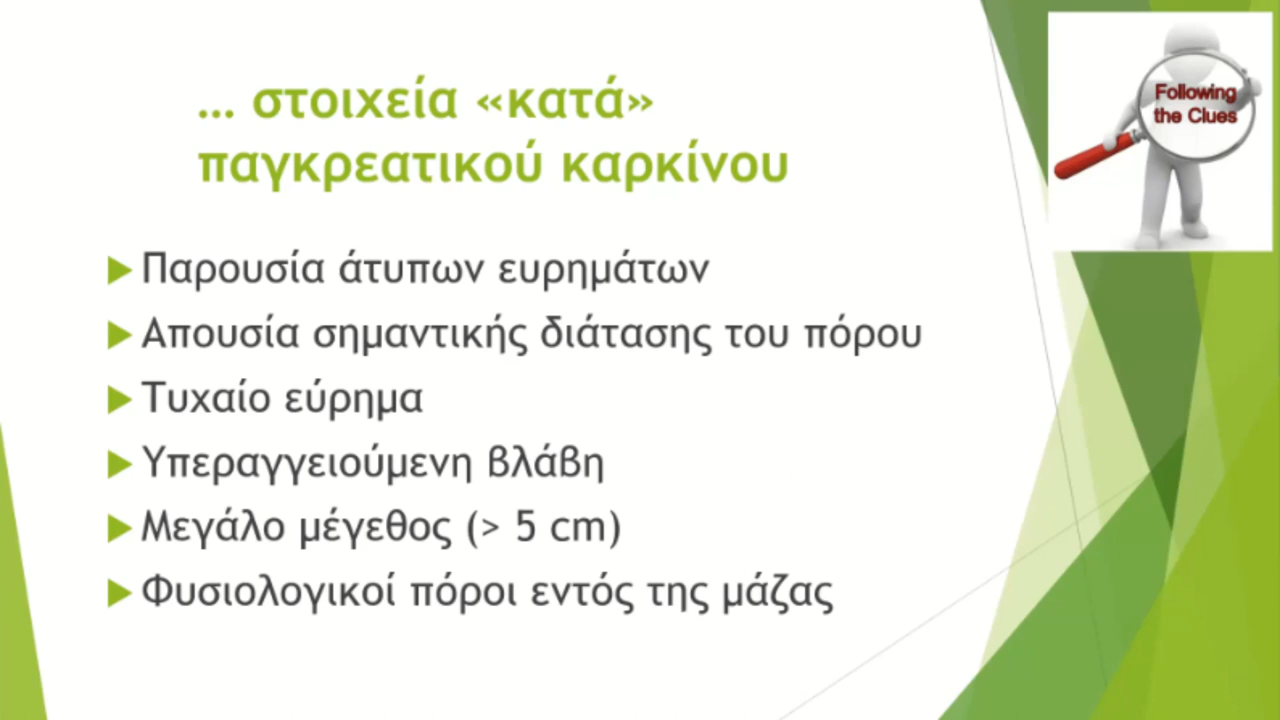 ... στοιχεία «κατά»
παγκρεατικού καρκίνου
Following
the Clues
Παρουσία άτυπων ευρημάτων
Απουσία σημαντικής διάτασης του πόρου
Τυχαίο εύρημα
Υπεραγγειούμενη βλάβη
Μεγάλο μέγεθος (> 5 cm)
Φυσιολογικοί πόροι εντός της μάζας